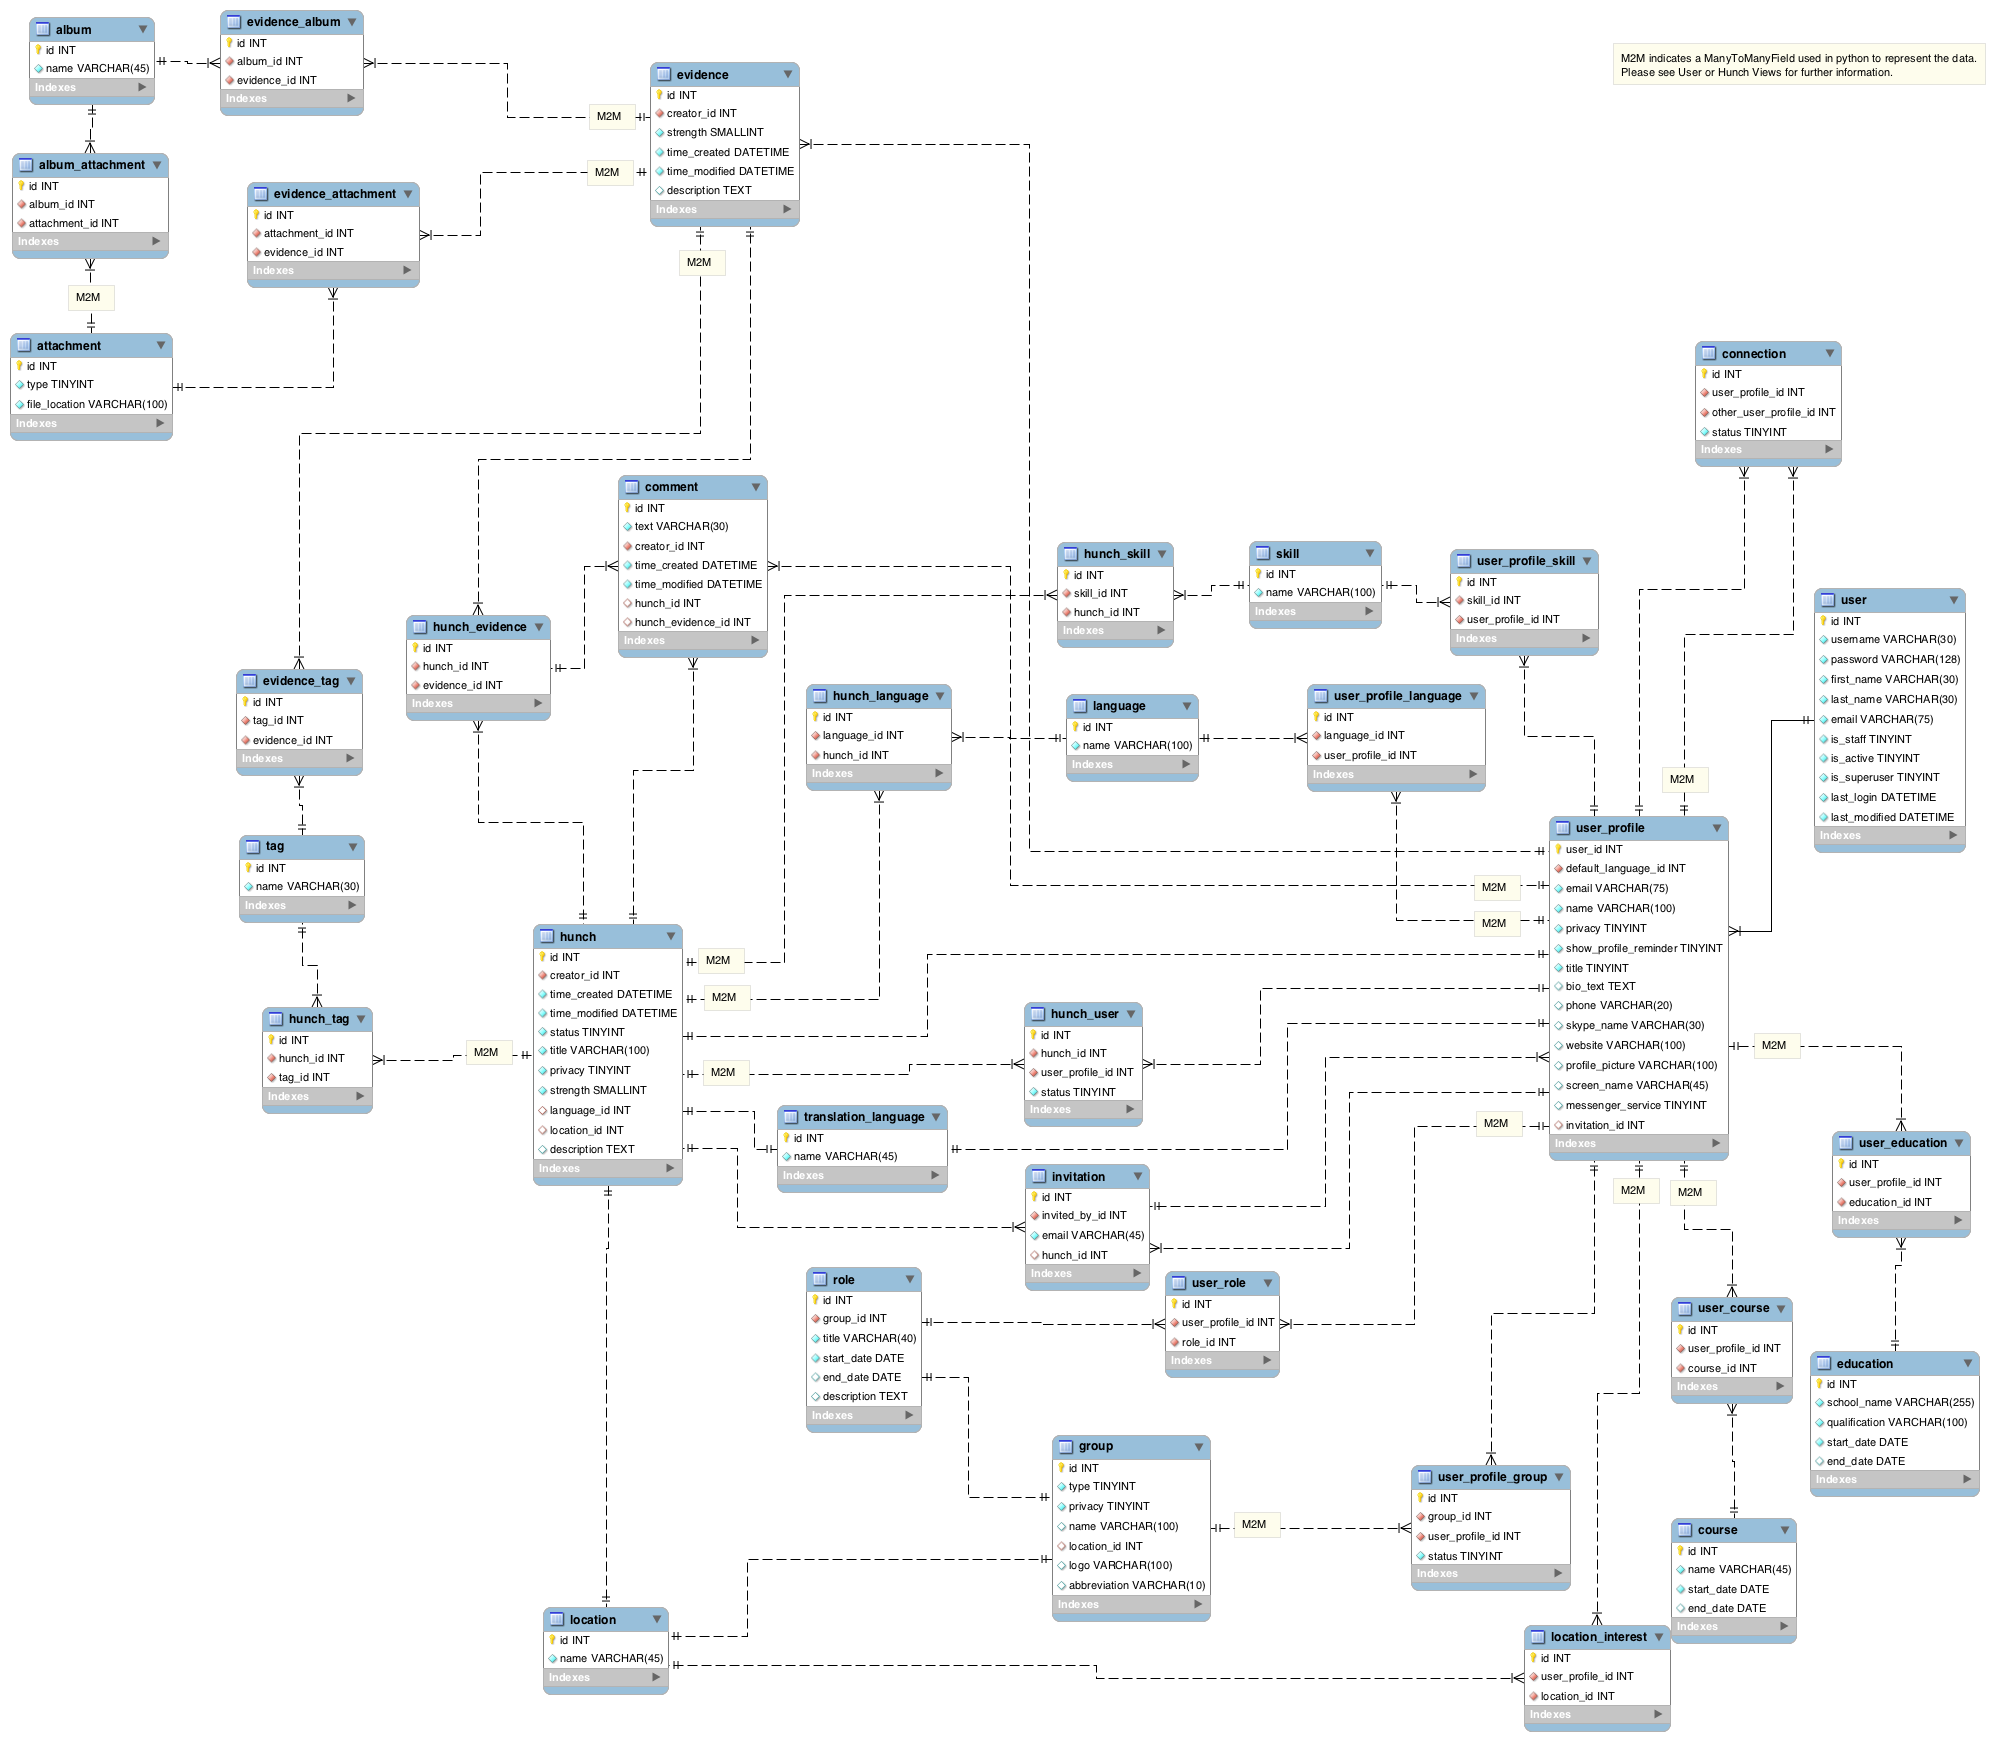 album
id INT
name VARCHAR(45)
Indexes
evidence_album
id INT
album_id INT
evidence_id INT
Indexes
evidence
id INT
creator_id INT
strength SMALLINT
time_created DATETIME
time_modified DATETIME
description TEXT
Indexes
M2M indicates a ManyToManyField used in python to represent the data.
Please see User or Hunch Views for further information.
M2M
M2M
M2M
album_attachment
id INT
album_id INT
attachment_id INT
Indexes
evidence_attachment
id INT
attachment_id INT
evidence_id INT
Indexes
M2M
attachment
id INT
type TINYINT
file_location VARCHAR(100)
Indexes
connection
id INT
user_profile_id INT
other_user_profile_id INT
status TINYINT
Indexes
comment
id INT
text VARCHAR(30)
creator_id INT
time_created DATETIME
time_modified DATETIME
hunch_id INT
hunch_evidence_id INT
Indexes
hunch_skill
id INT
skill_id INT
hunch_id INT
Indexes
skill
id INT
name VARCHAR(100)
Indexes
user_profile_skill
id INT
skill_id INT
user_profile_id INT
Indexes
user
id INT
username VARCHAR(30)
password VARCHAR(128)
first_name VARCHAR(30)
last_name VARCHAR(30)
email VARCHAR(75)
is_staff TINYINT
is_active TINYINT
is_superuser TINYINT
last_login DATETIME
last_modified DATETIME
Indexes
hunch_evidence
id INT
hunch_id INT
evidence_id INT
Indexes
evidence_tag
id INT
tag_id INT
evidence_id INT
Indexes
hunch_language
id INT
language_id INT
hunch_id INT
Indexes
language
id INT
name VARCHAR(100)
Indexes
user_profile_language
id INT
language_id INT
user_profile_id INT
Indexes
M2M
tag
id INT
name VARCHAR(30)
Indexes
user_profile
user_id INT
default_language_id INT
email VARCHAR(75)
name VARCHAR(100)
privacy TINYINT
show_profile_reminder TINYINT
title TINYINT
bio_text TEXT
phone VARCHAR(20)
skype_name VARCHAR(30)
website VARCHAR(100)
profile_picture VARCHAR(100)
screen_name VARCHAR(45)
messenger_service TINYINT
invitation_id INT
Indexes
M2M
M2M
hunch
id INT
creator_id INT
time_created DATETIME
time_modified DATETIME
status TINYINT
title VARCHAR(100)
privacy TINYINT
strength SMALLINT
language_id INT
location_id INT
description TEXT
Indexes
M2M
M2M
M2M
M2M
hunch_tag
id INT
hunch_id INT
tag_id INT
Indexes
hunch_user
id INT
hunch_id INT
user_profile_id INT
status TINYINT
Indexes
M2M
M2M
translation_language
id INT
name VARCHAR(45)
Indexes
user_education
id INT
user_profile_id INT
education_id INT
Indexes
invitation
id INT
invited_by_id INT
email VARCHAR(45)
hunch_id INT
Indexes
M2M
M2M
role
id INT
group_id INT
title VARCHAR(40)
start_date DATE
end_date DATE
description TEXT
Indexes
user_role
id INT
user_profile_id INT
role_id INT
Indexes
user_course
id INT
user_profile_id INT
course_id INT
Indexes
education
id INT
school_name VARCHAR(255)
qualification VARCHAR(100)
start_date DATE
end_date DATE
Indexes
group
id INT
type TINYINT
privacy TINYINT
name VARCHAR(100)
location_id INT
logo VARCHAR(100)
abbreviation VARCHAR(10)
Indexes
M2M
user_profile_group
id INT
group_id INT
user_profile_id INT
status TINYINT
Indexes
course
id INT
name VARCHAR(45)
start_date DATE
end_date DATE
Indexes
location
id INT
name VARCHAR(45)
Indexes
location_interest
id INT
user_profile_id INT
location_id INT
Indexes